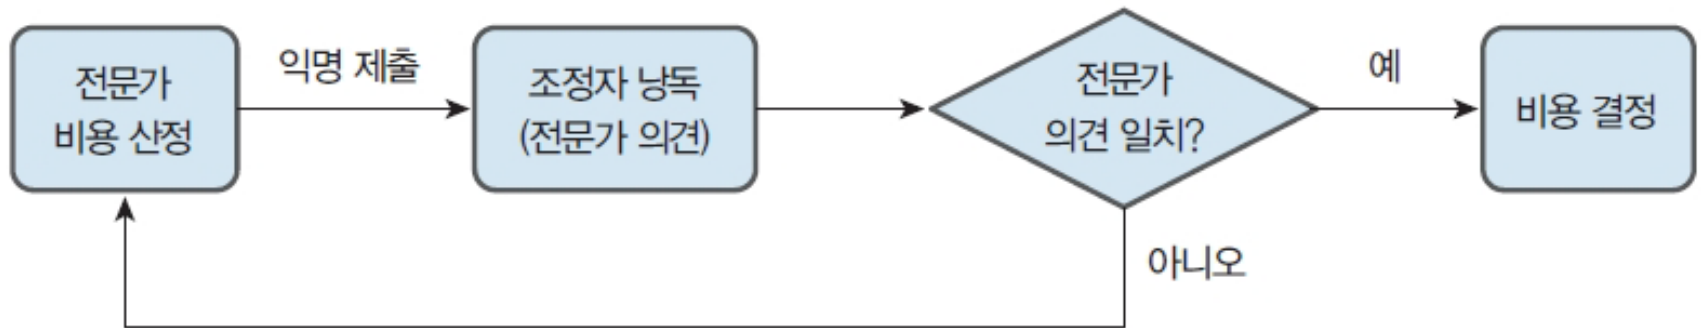 전문가
비용 산정
익명 제출
조정자 낭독
(전문가 의견)
전문가
의견 일치?
예
비용 결정
아니오